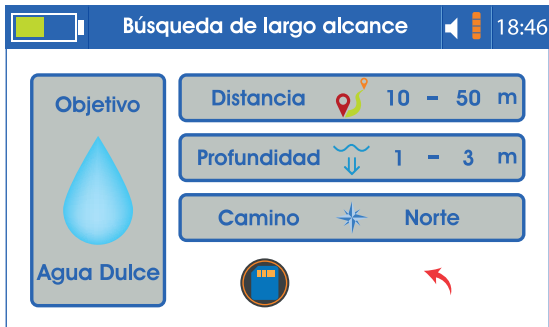 Búsqueda de largo alcance
18:46
Objetivo
Agua Dulce
Distancia 10 - 50 m
Profundidad 1 - 3 m
Camino Norte